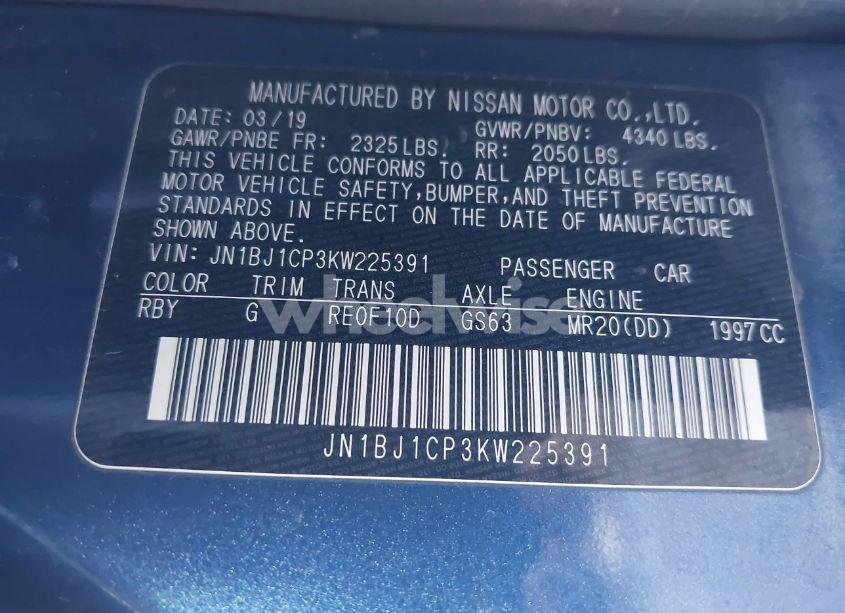 MANUFACTURED BY NISSAN MOTOR CO.,LTD.
DATE: 03/19 GVWR/PNBV: 4340 LBS.
GAWR/PNBE FR: 2325 LBS. RR: 2050 LBS.
THIS VEHICLE CONFORMS TO ALL APPLICABLE FEDERAL
MOTOR VEHICLE SAFETY,BUMPER,AND THEFT PREVENTION
STANDARDS IN EFFECT ON THE DATE OF MANUFACTURE
SHOWN ABOVE.
VIN: JN1BJ1CP3KW225391 PASSENGER CAR
COLOR TRIM TRANS AXLE ENGINE
wheelwise
RBY G RE0F10D GS63 MR20(DD) 1997CC
JN1BJ1CP3KW225391